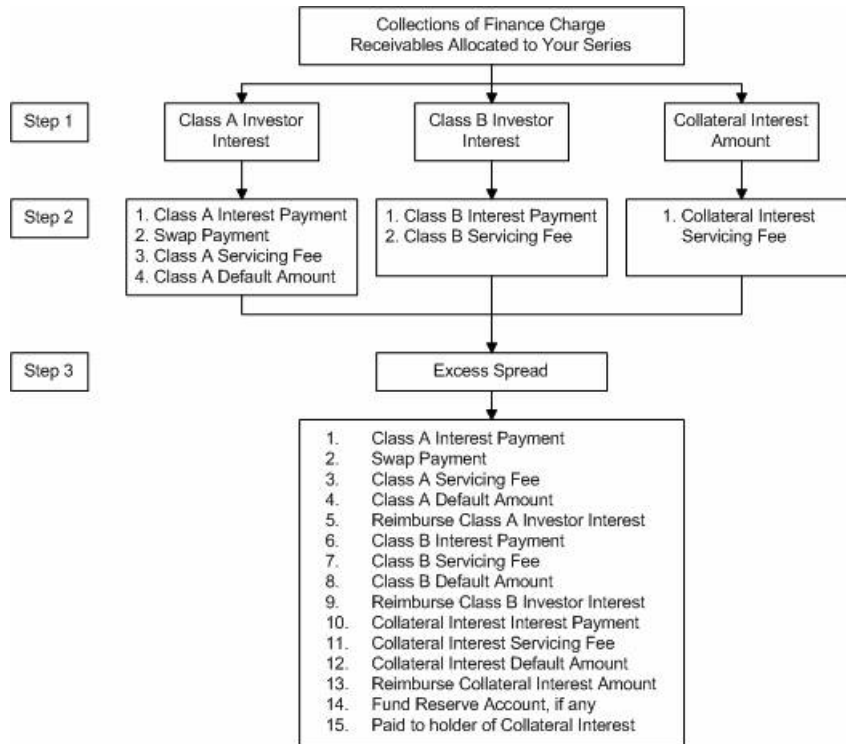 Collections of Finance Charge
Receivables Allocated to Your Series
Step 1
Class A Investor
Interest
Class B Investor
Interest
Collateral Interest
Amount
Step 2
1. Class A Interest Payment
2. Swap Payment
3. Class A Servicing Fee
4. Class A Default Amount
1. Class B Interest Payment
2. Class B Servicing Fee
1. Collateral Interest
Servicing Fee
Step 3
Excess Spread
1. Class A Interest Payment
2. Swap Payment
3. Class A Servicing Fee
4. Class A Default Amount
5. Reimburse Class A Investor Interest
6. Class B Interest Payment
7. Class B Servicing Fee
8. Class B Default Amount
9. Reimburse Class B Investor Interest
10. Collateral Interest Interest Payment
11. Collateral Interest Servicing Fee
12. Collateral Interest Default Amount
13. Reimburse Collateral Interest Amount
14. Fund Reserve Account, if any
15. Paid to holder of Collateral Interest